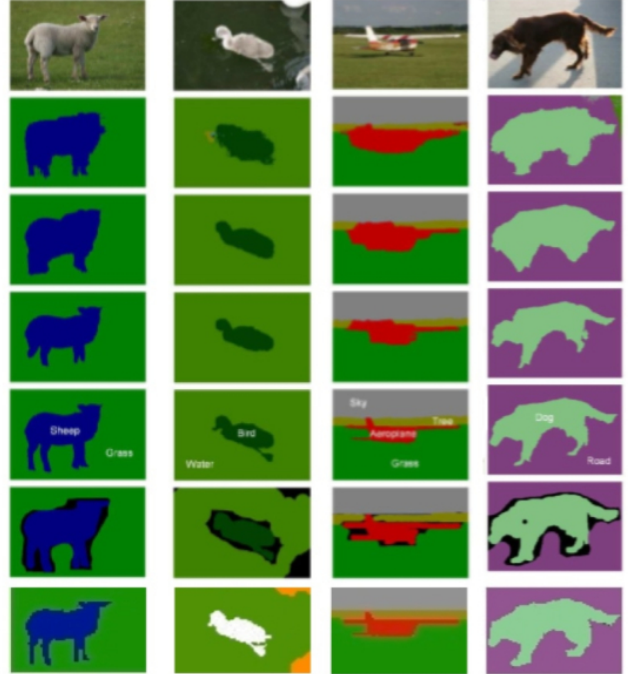 Sheep
Grass
Bird
Water
Sky
Tree
Aeroplane
Grass
Dog
Road